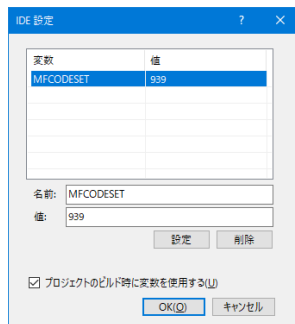 IDE 設定
? ×
変数 値
MFCODESET 939
名前: MFCODESET
値: 939
設定 削除
プロジェクトのビルド時に変数を使用する(U)
OK(O) キャンセル